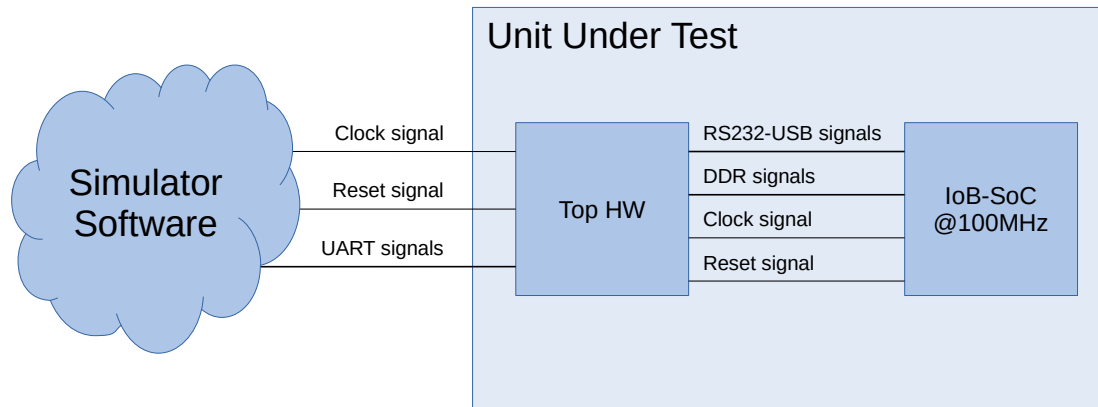 Unit Under Test
Simulator
Software
Clock signal
Reset signal
UART signals
Top HW
RS232-USB signals
DDR signals
Clock signal
Reset signal
IoB-SoC
@100MHz